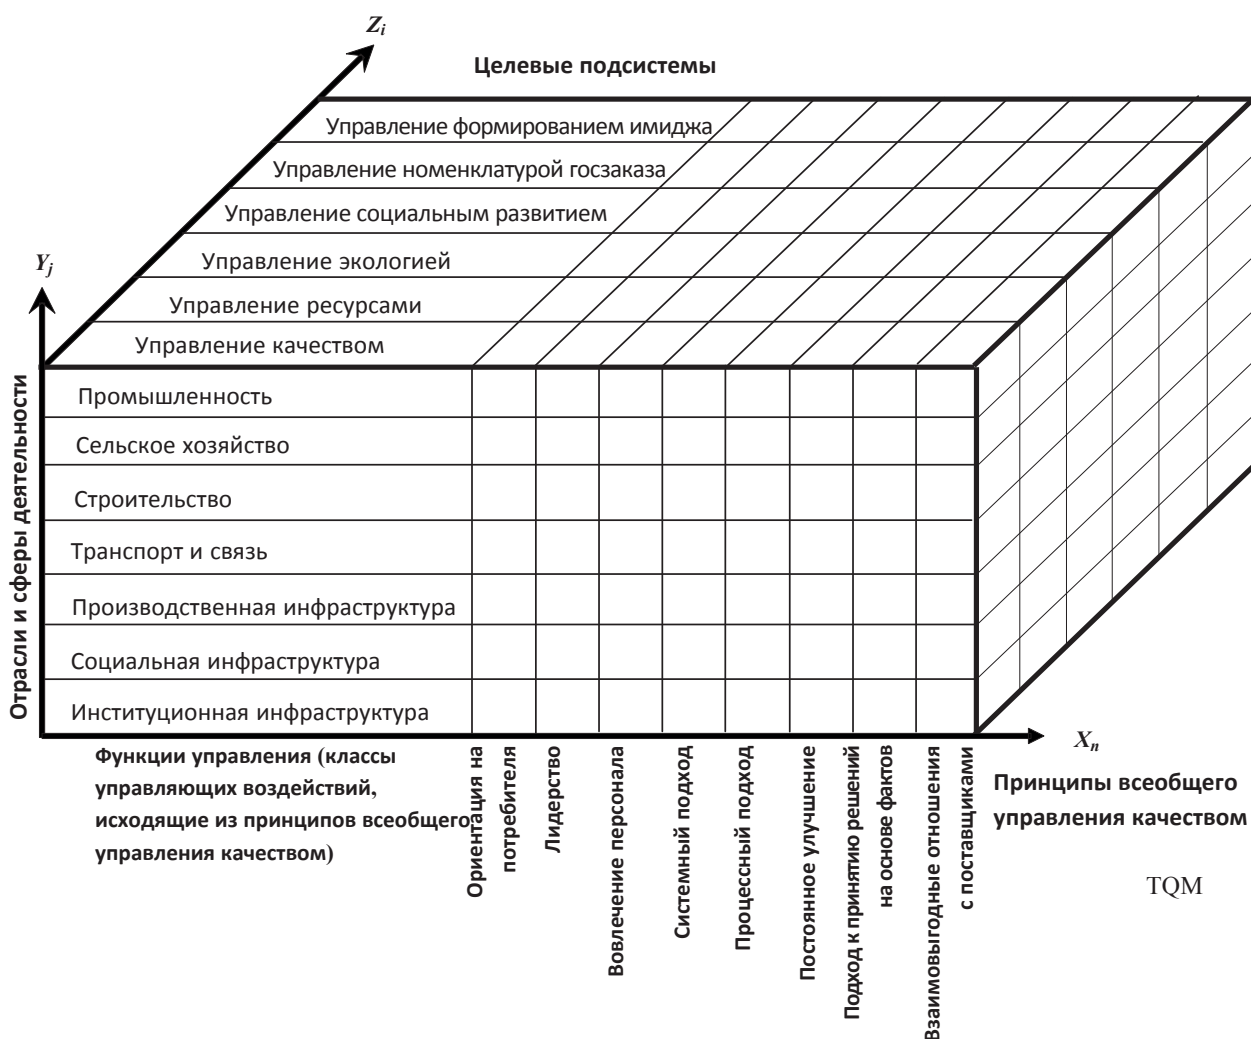 Zi
Целевые подсистемы
Управление формированием имиджа
Управление номенклатурой госзаказа
Управление социальным развитием
Управление экологией
Управление ресурсами
Управление качеством
Yj
Отрасли и сферы деятельности
Промышленность
Сельское хозяйство
Строительство
Транспорт и связь
Производственная инфраструктура
Социальная инфраструктура
Институционная инфраструктура
Xn
Функции управления (классы
управляющих воздействий,
исходящие из принципов всеобщего
управления качеством)
Ориентация на
потребителя
Лидерство
Вовлечение персонала
Системный подход
Процессный подход
Постоянное улучшение
Подход к принятию решений
на основе фактов
Взаимовыгодные отношения
с поставщиками
Принципы всеобщего
управления качеством
TQM